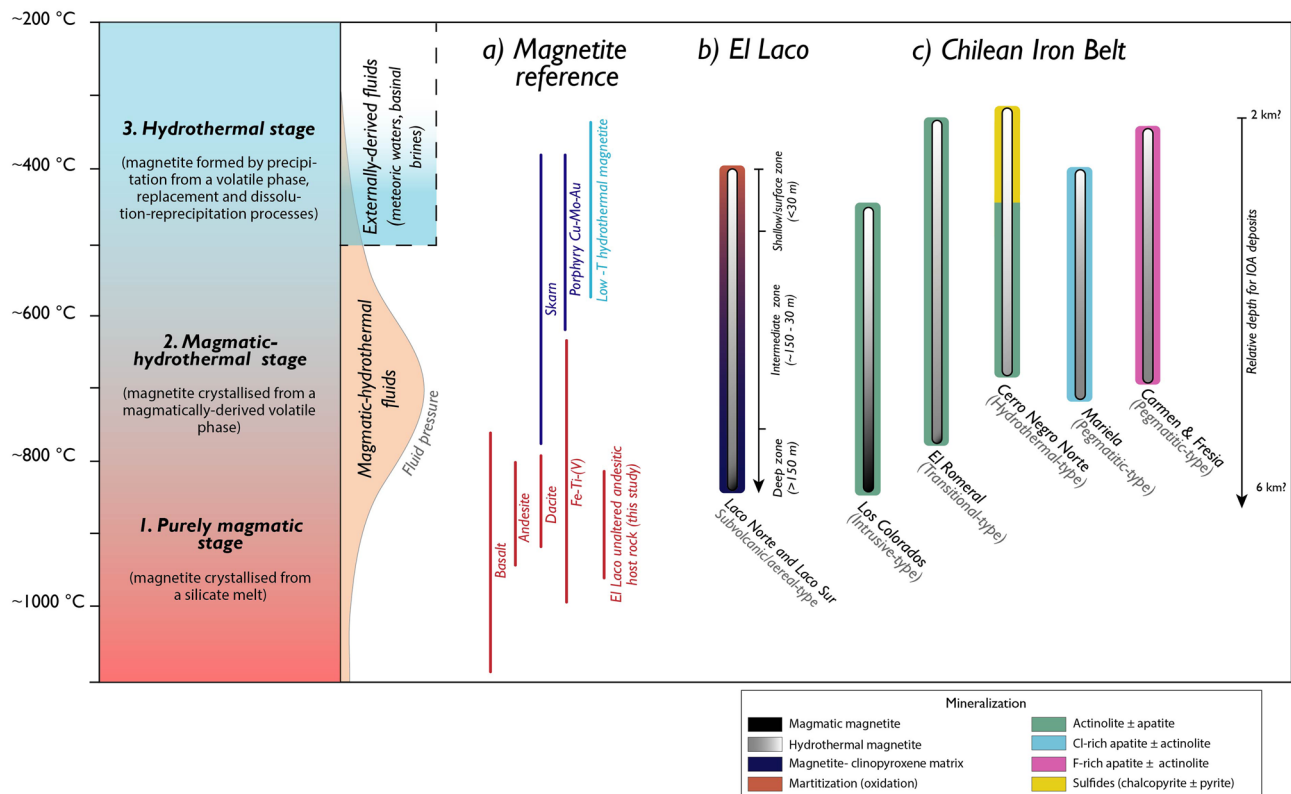 ~200 °C
~400 °C
~600 °C
~800 °C
~1000 °C
3. Hydrothermal stage
(magnetite formed by precipi-
tation from a volatile phase,
replacement and dissolu-
tion-reprecipitation processes)
2. Magmatic-
hydrothermal stage
(magnetite crystallised from a
magmatically-derived volatile
phase)
1. Purely magmatic
stage
(magnetite crystallised from
a silicate melt)
Externally-derived fluids
(meteoric waters, basinal
brines)
Magmatic-hydrothermal
fluids
Fluid pressure
a) Magnetite
reference
Basalt
Andesite
Dacite
Skarn
Fe-Ti-(V)
Porphyry Cu-Mo-Au
Low -T hydrothermal magnetite
El Laco unaltered andesitic
host rock (this study)
b) El Laco
Shallow/surface zone
(<30 m)
Intermediate zone
(~150 - 30 m)
Deep zone
(>150 m)
Laco Norte and Laco Sur
Subvolcanic/aereal-type
c) Chilean Iron Belt
Los Colorados
(Intrusive-type)
El Romeral
(Transitional-type)
Cerro Negro Norte
(Hydrothermal-type)
Mariela
(Pegmatitic-type)
Carmen & Fresia
(Pegmatitic-type)
2 km?
Relative depth for IOA deposits
6 km?
Mineralization
Magmatic magnetite
Hydrothermal magnetite
Magnetite- clinopyroxene matrix
Martitization (oxidation)
Actinolite ± apatite
Cl-rich apatite ± actinolite
F-rich apatite ± actinolite
Sulfides (chalcopyrite ± pyrite)